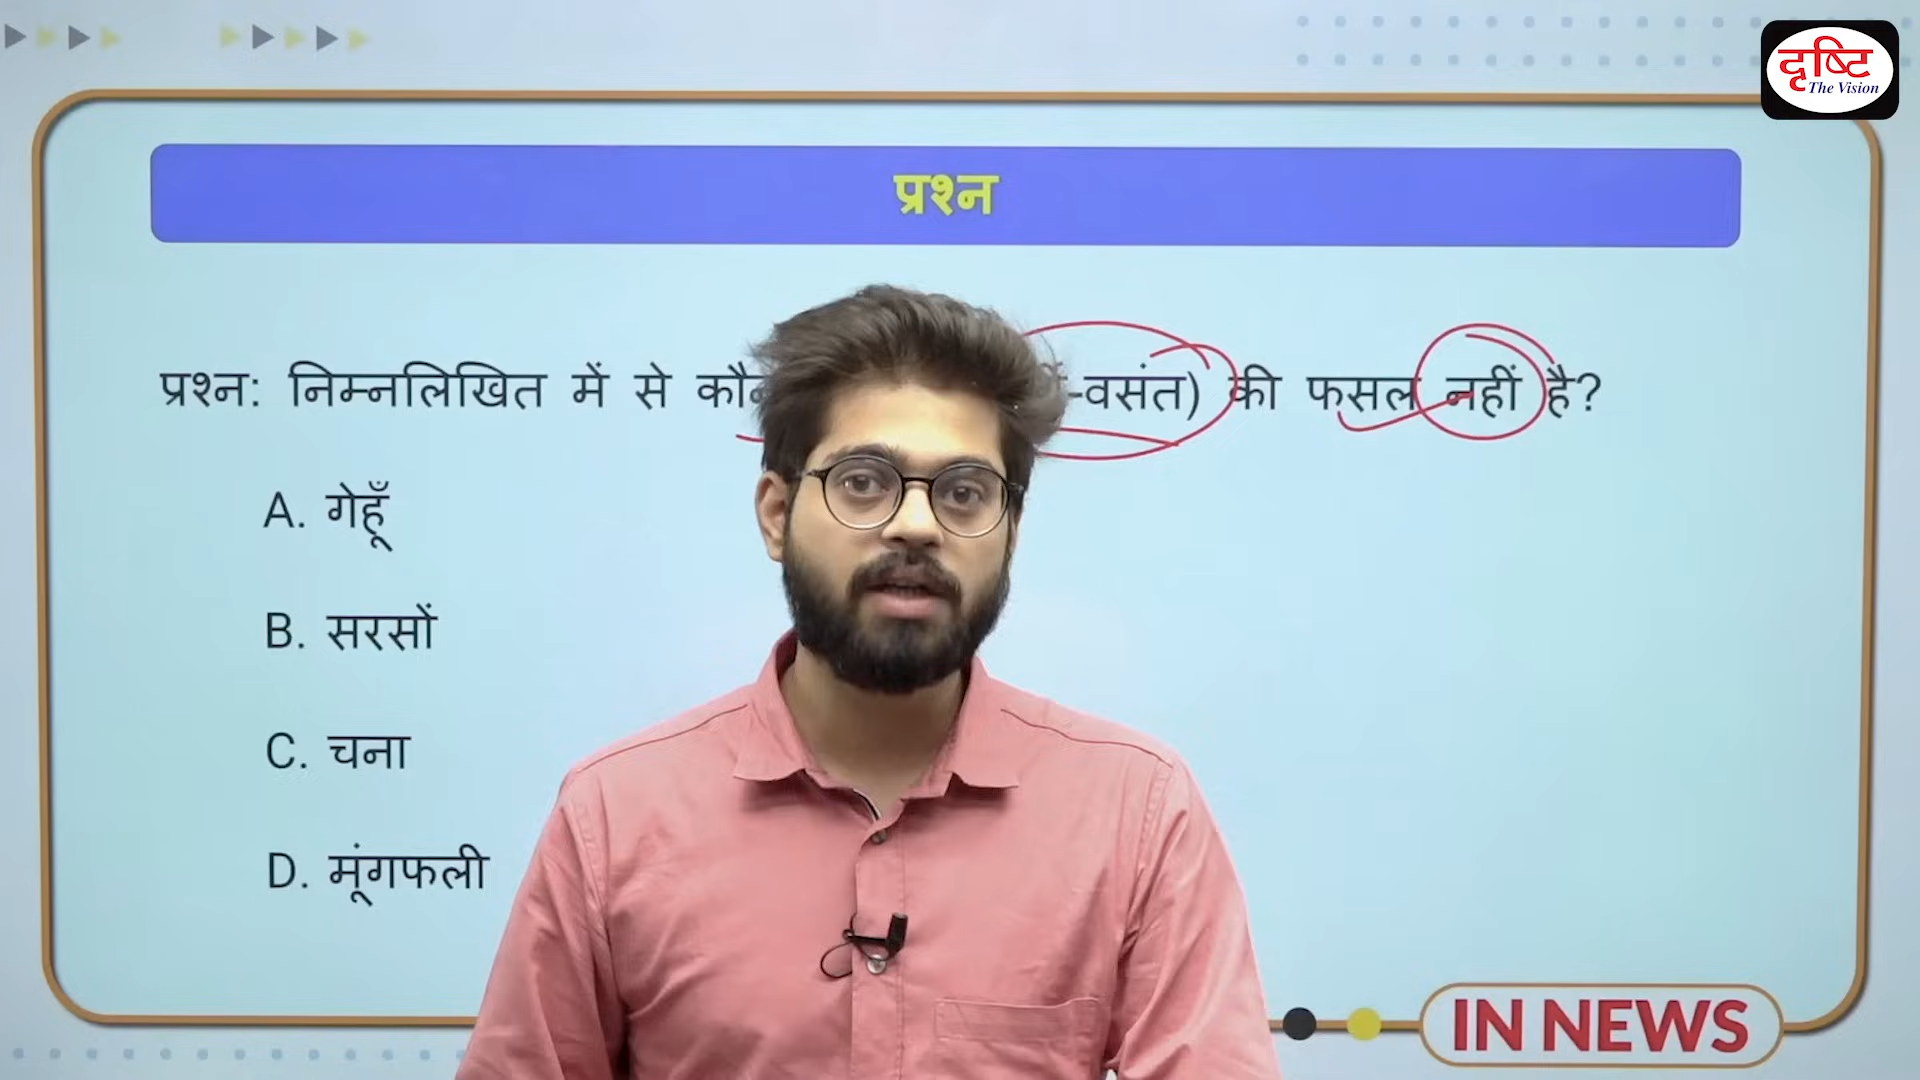 दृष्टि
The Vision
प्रश्न
प्रश्न: निम्नलिखित में से -वसंत) की फसल नहीं है?
A. गेहूँ
B. सरसों
C. चना
D. मूंगफली
IN NEWS